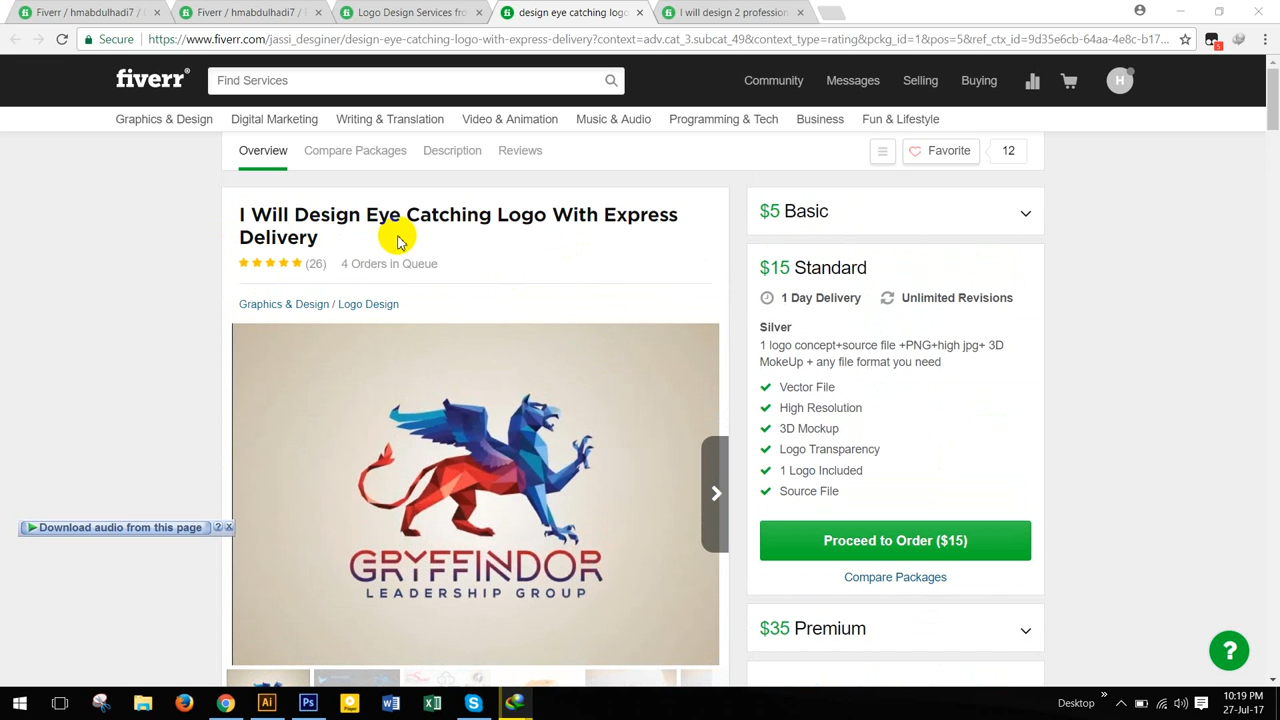 Fiverr / hmabdulhadi7 /
Fiverr / hmabdulhadi7 /
Logo Design Services fro
design eye catching logo
I will design 2 profession
Secure
https://www.fiverr.com/jassi_desginer/design-eye-catching-logo-with-express-delivery?context=adv.cat_3.subcat_49&context_type=rating&pckg_id=1&pos=5&ref_ctx_id=9d35e6cb-64aa-4e8c-b17...
fiverr®
Find Services
Community
Messages
Selling
Buying
H
Graphics & Design
Digital Marketing
Writing & Translation
Video & Animation
Music & Audio
Programming & Tech
Business
Fun & Lifestyle
Overview
Compare Packages
Description
Reviews
Favorite
12
I Will Design Eye Catching Logo With Express
Delivery
(26)
4 Orders in Queue
Graphics & Design / Logo Design
GRYFFINDOR
LEADERSHIP GROUP
Download audio from this page
?
$5 Basic
$15 Standard
1 Day Delivery
Unlimited Revisions
Silver
1 logo concept+source file +PNG+high jpg+ 3D
MokeUp + any file format you need
Vector File
High Resolution
3D Mockup
Logo Transparency
1 Logo Included
Source File
Proceed to Order ($15)
Compare Packages
$35 Premium
?
Ai
Ps
Desktop
10:19 PM
27-Jul-17